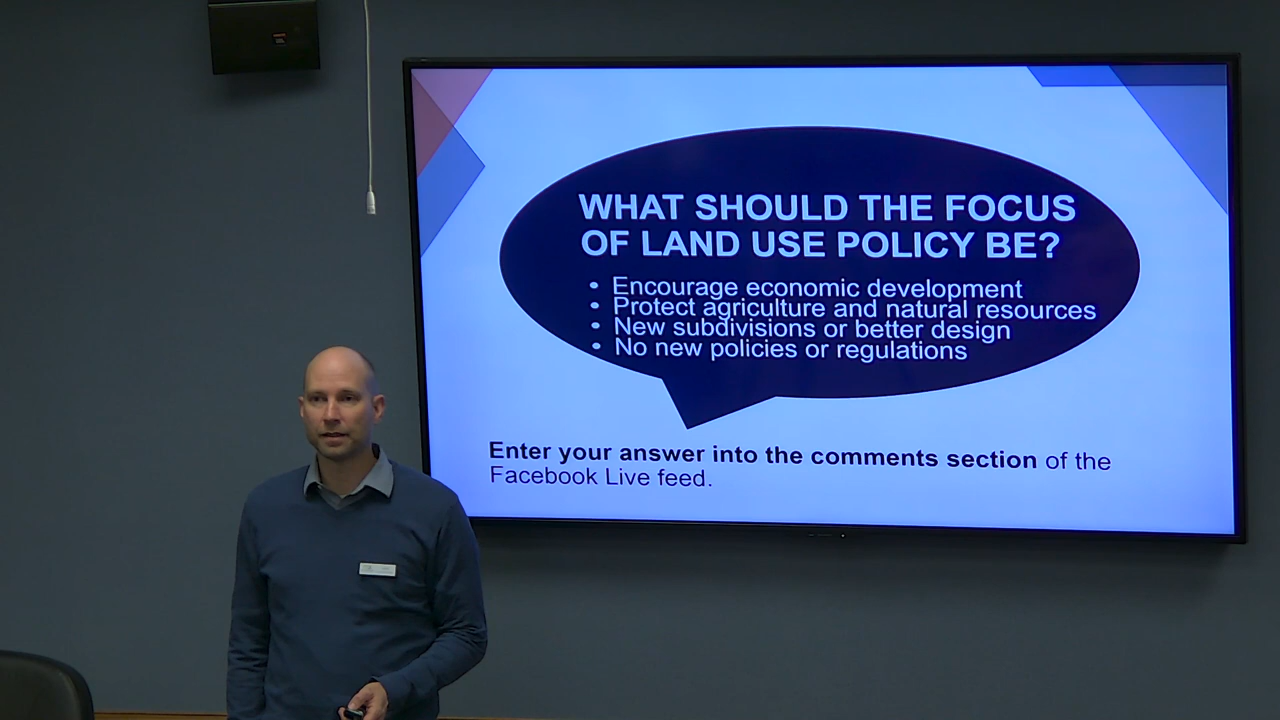 WHAT SHOULD THE FOCUS
OF LAND USE POLICY BE?
• Encourage economic development
• Protect agriculture and natural resources
• New subdivisions or better design
• No new policies or regulations
Enter your answer into the comments section of the
Facebook Live feed.